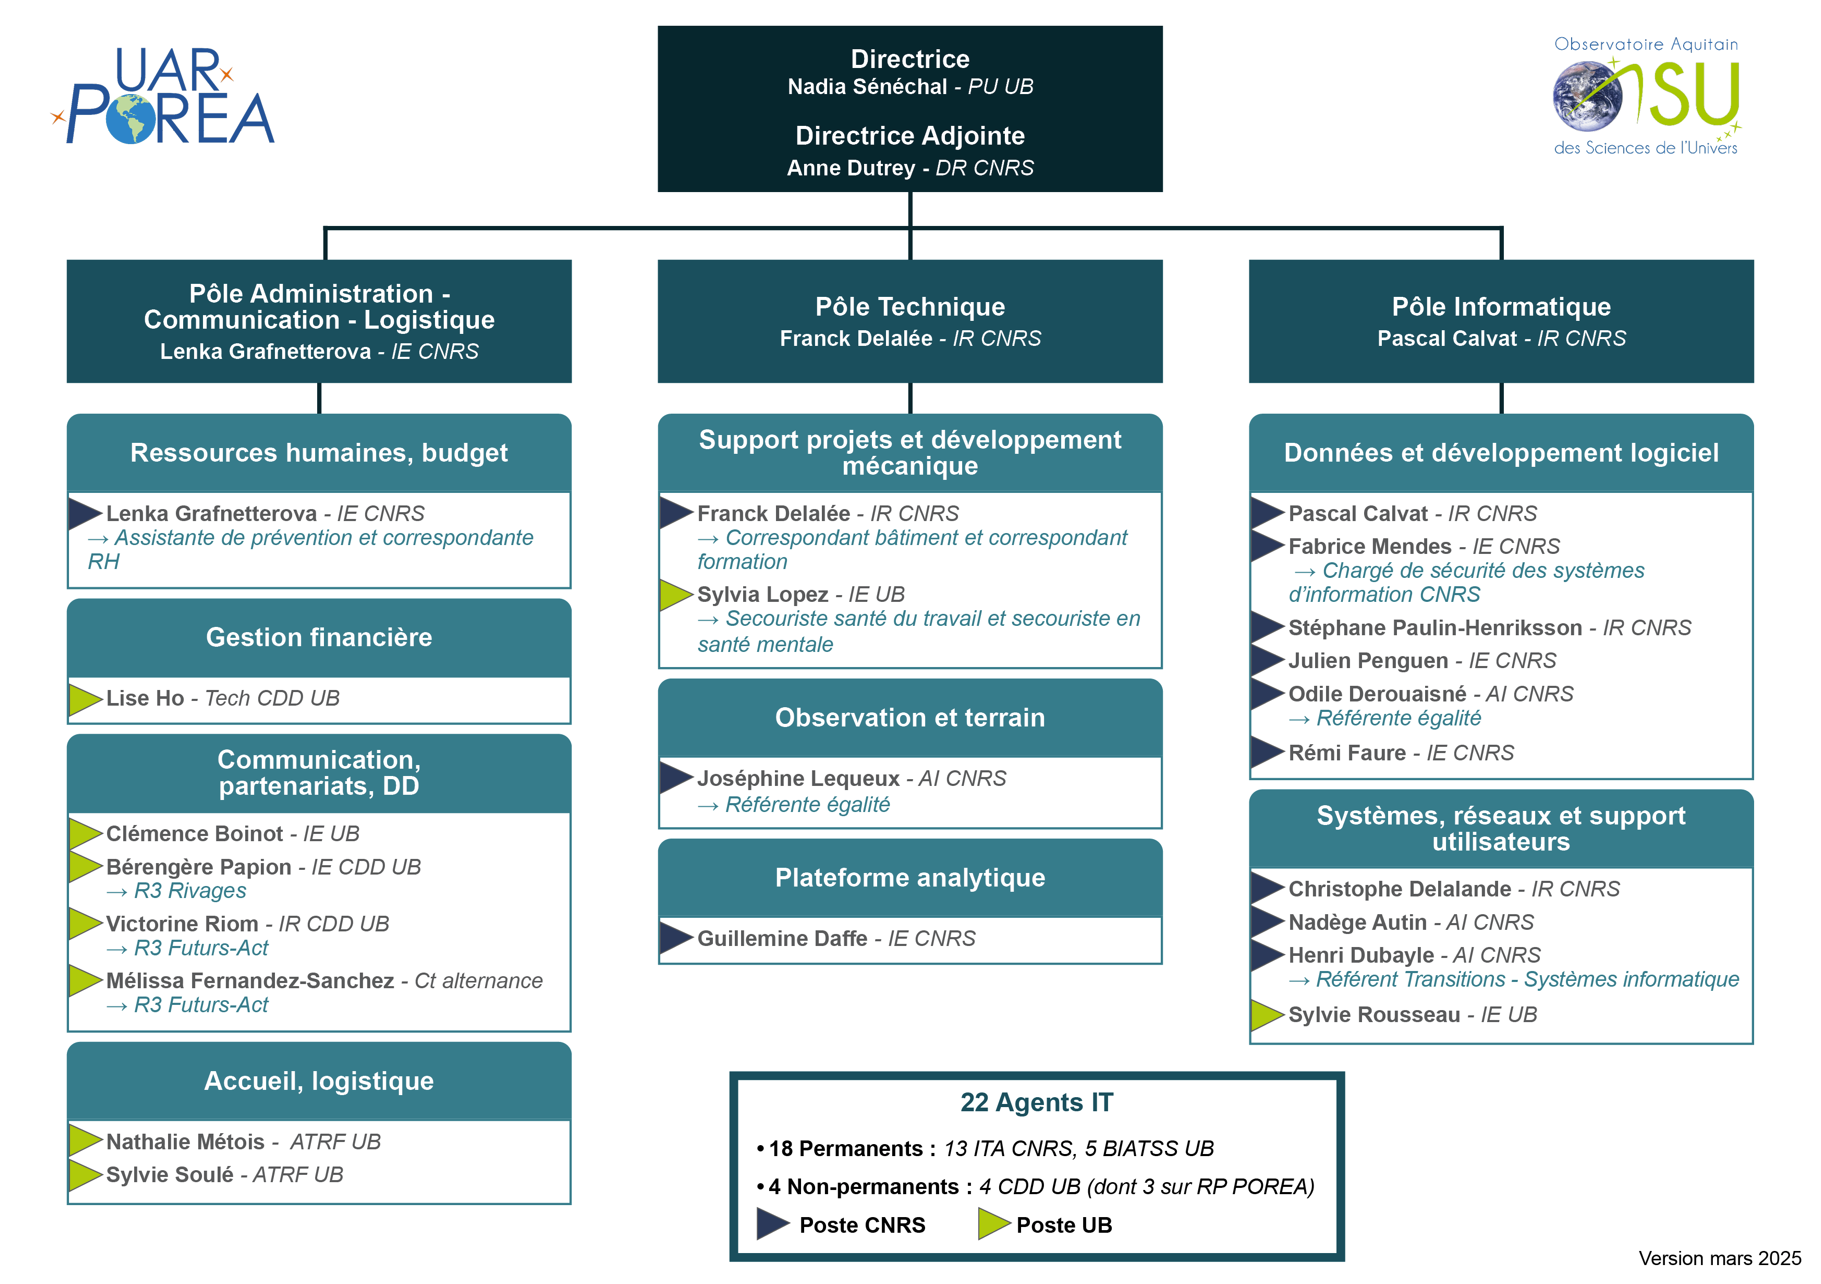 UAR
POREA
Observatoire Aquitain
OASU
des Sciences de l'Univers
Directrice
Nadia Sénéchal - PU UB
Directrice Adjointe
Anne Dutrey - DR CNRS
Pôle Administration -
Communication - Logistique
Lenka Grafnetterova - IE CNRS
Ressources humaines, budget
Lenka Grafnetterova - IE CNRS
→ Assistante de prévention et correspondante
RH
Gestion financière
Lise Ho - Tech CDD UB
Communication,
partenariats, DD
Clémence Boinot - IE UB
Bérengère Papion - IE CDD UB
→ R3 Rivages
Victorine Riom - IR CDD UB
→ R3 Futurs-Act
Mélissa Fernandez-Sanchez - Ct alternance
→ R3 Futurs-Act
Accueil, logistique
Nathalie Métois -  ATRF UB
Sylvie Soulé - ATRF UB
Pôle Technique
Franck Delalée - IR CNRS
Support projets et développement
mécanique
Franck Delalée - IR CNRS
→ Correspondant bâtiment et correspondant
formation
Sylvia Lopez - IE UB
→ Secouriste santé du travail et secouriste en
santé mentale
Observation et terrain
Joséphine Lequeux - AI CNRS
→ Référente égalité
Plateforme analytique
Guillemine Daffe - IE CNRS
Pôle Informatique
Pascal Calvat - IR CNRS
Données et développement logiciel
Pascal Calvat - IR CNRS
Fabrice Mendes - IE CNRS
→ Chargé de sécurité des systèmes
d'information CNRS
Stéphane Paulin-Henriksson - IR CNRS
Julien Penguen - IE CNRS
Odile Derouaisné - AI CNRS
→ Référente égalité
Rémi Faure - IE CNRS
Systèmes, réseaux et support
utilisateurs
Christophe Delalande - IR CNRS
Nadège Autin - AI CNRS
Henri Dubayle - AI CNRS
→ Référent Transitions - Systèmes informatique
Sylvie Rousseau - IE UB
22 Agents IT
• 18 Permanents : 13 ITA CNRS, 5 BIATSS UB
• 4 Non-permanents : 4 CDD UB (dont 3 sur RP POREA)
Poste CNRS
Poste UB
Version mars 2025